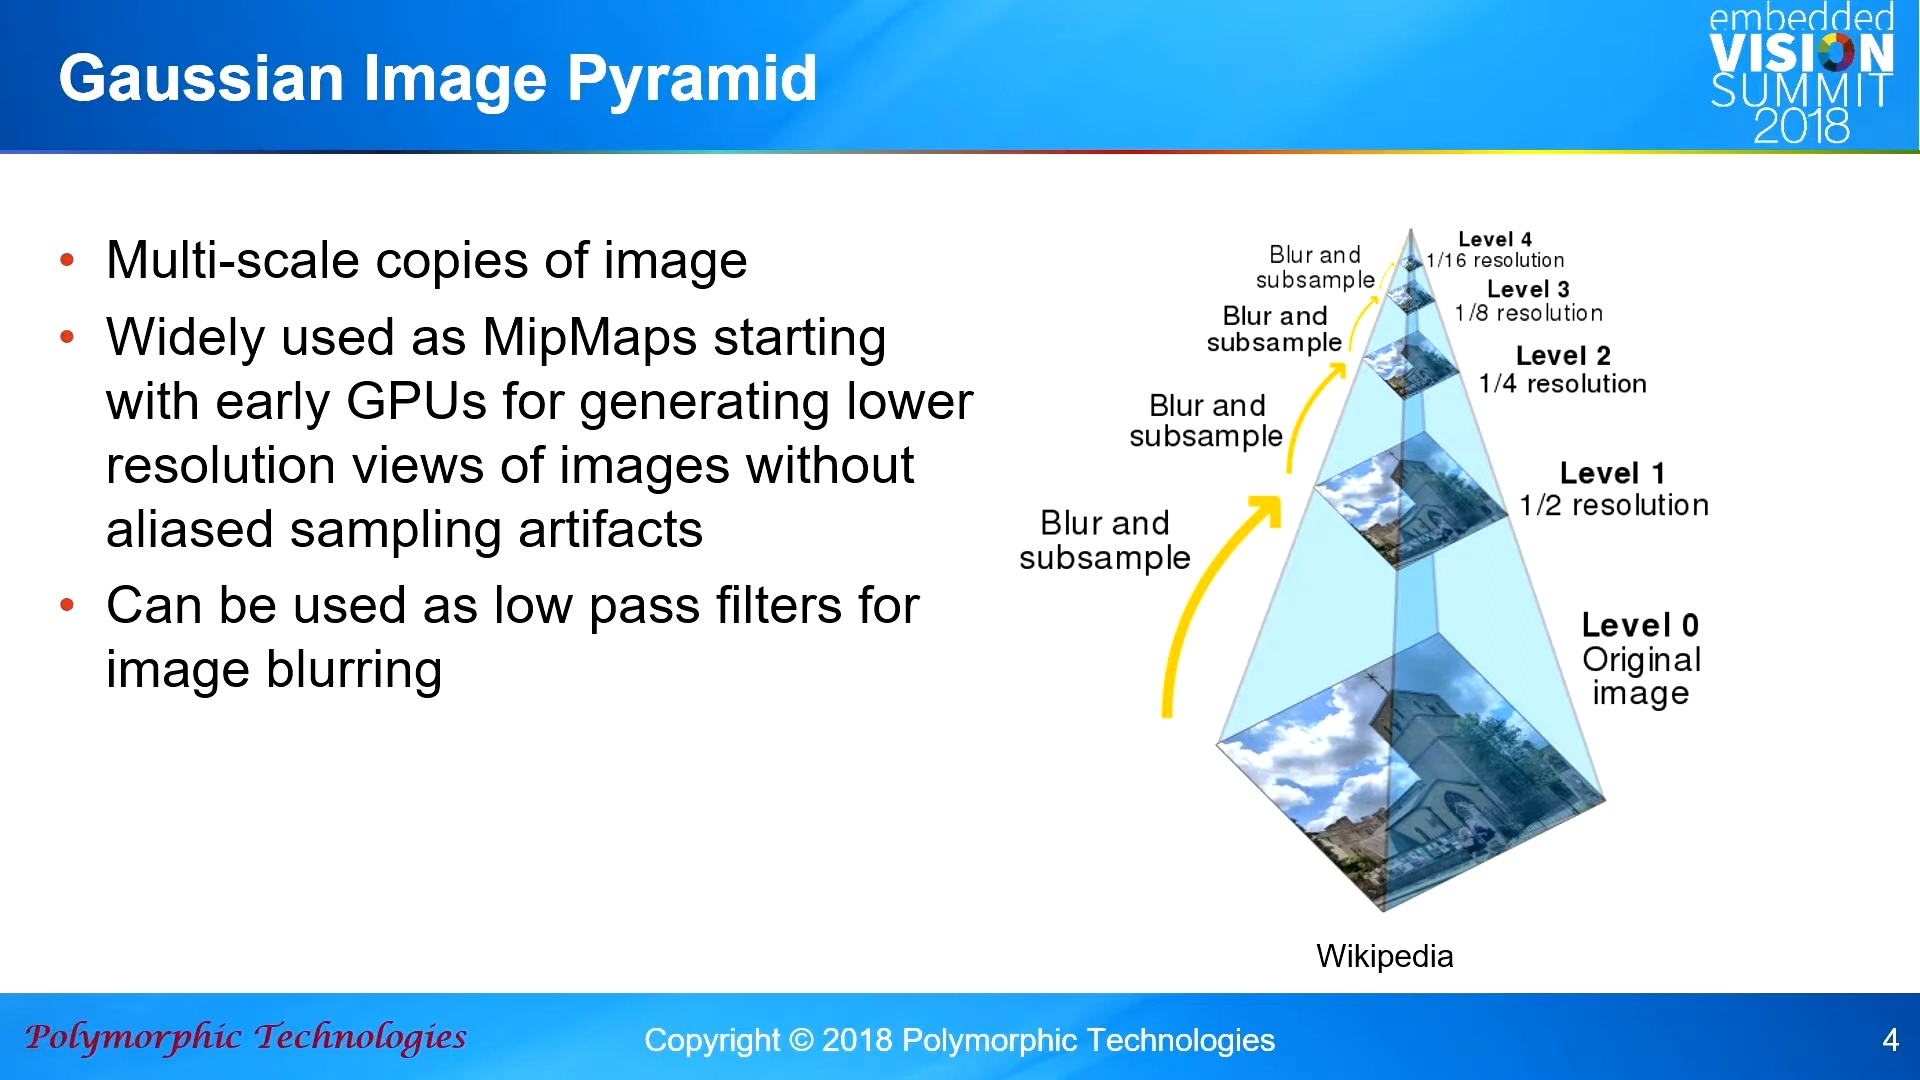 Gaussian Image Pyramid
embedded
VISION
SUMMIT
2018
• Multi-scale copies of image
• Widely used as MipMaps starting
with early GPUs for generating lower
resolution views of images without
aliased sampling artifacts
• Can be used as low pass filters for
image blurring
Level 4
1/16 resolution
Blur and
subsample
Level 3
1/8 resolution
Blur and
subsample
Level 2
1/4 resolution
Blur and
subsample
Level 1
1/2 resolution
Blur and
subsample
Level 0
Original
image
Wikipedia
Polymorphic Technologies
Copyright © 2018 Polymorphic Technologies
4